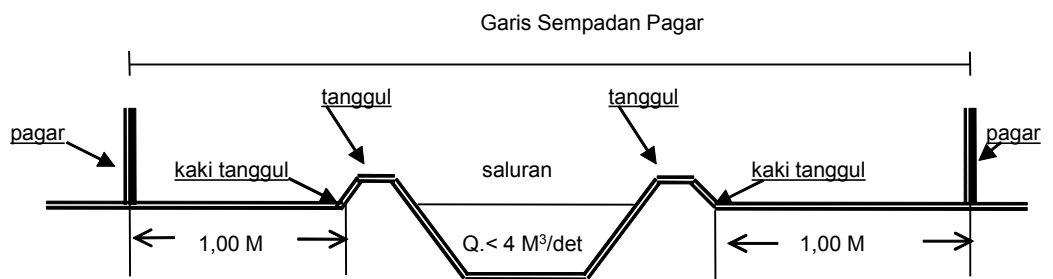 Garis Sempadan Pagar
tanggul tanggul
pagar pagar
kaki tanggul saluran kaki tanggul
1,00 M Q.< 4 M³/det 1,00 M